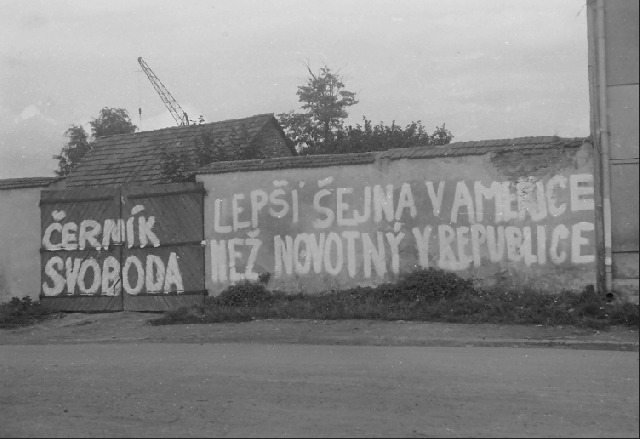 ČERNÍK
SVOBODA
LEPŠÍ ŠEJNA V AMERICE
NEŽ NOVOTNÝ V REPUBLICE